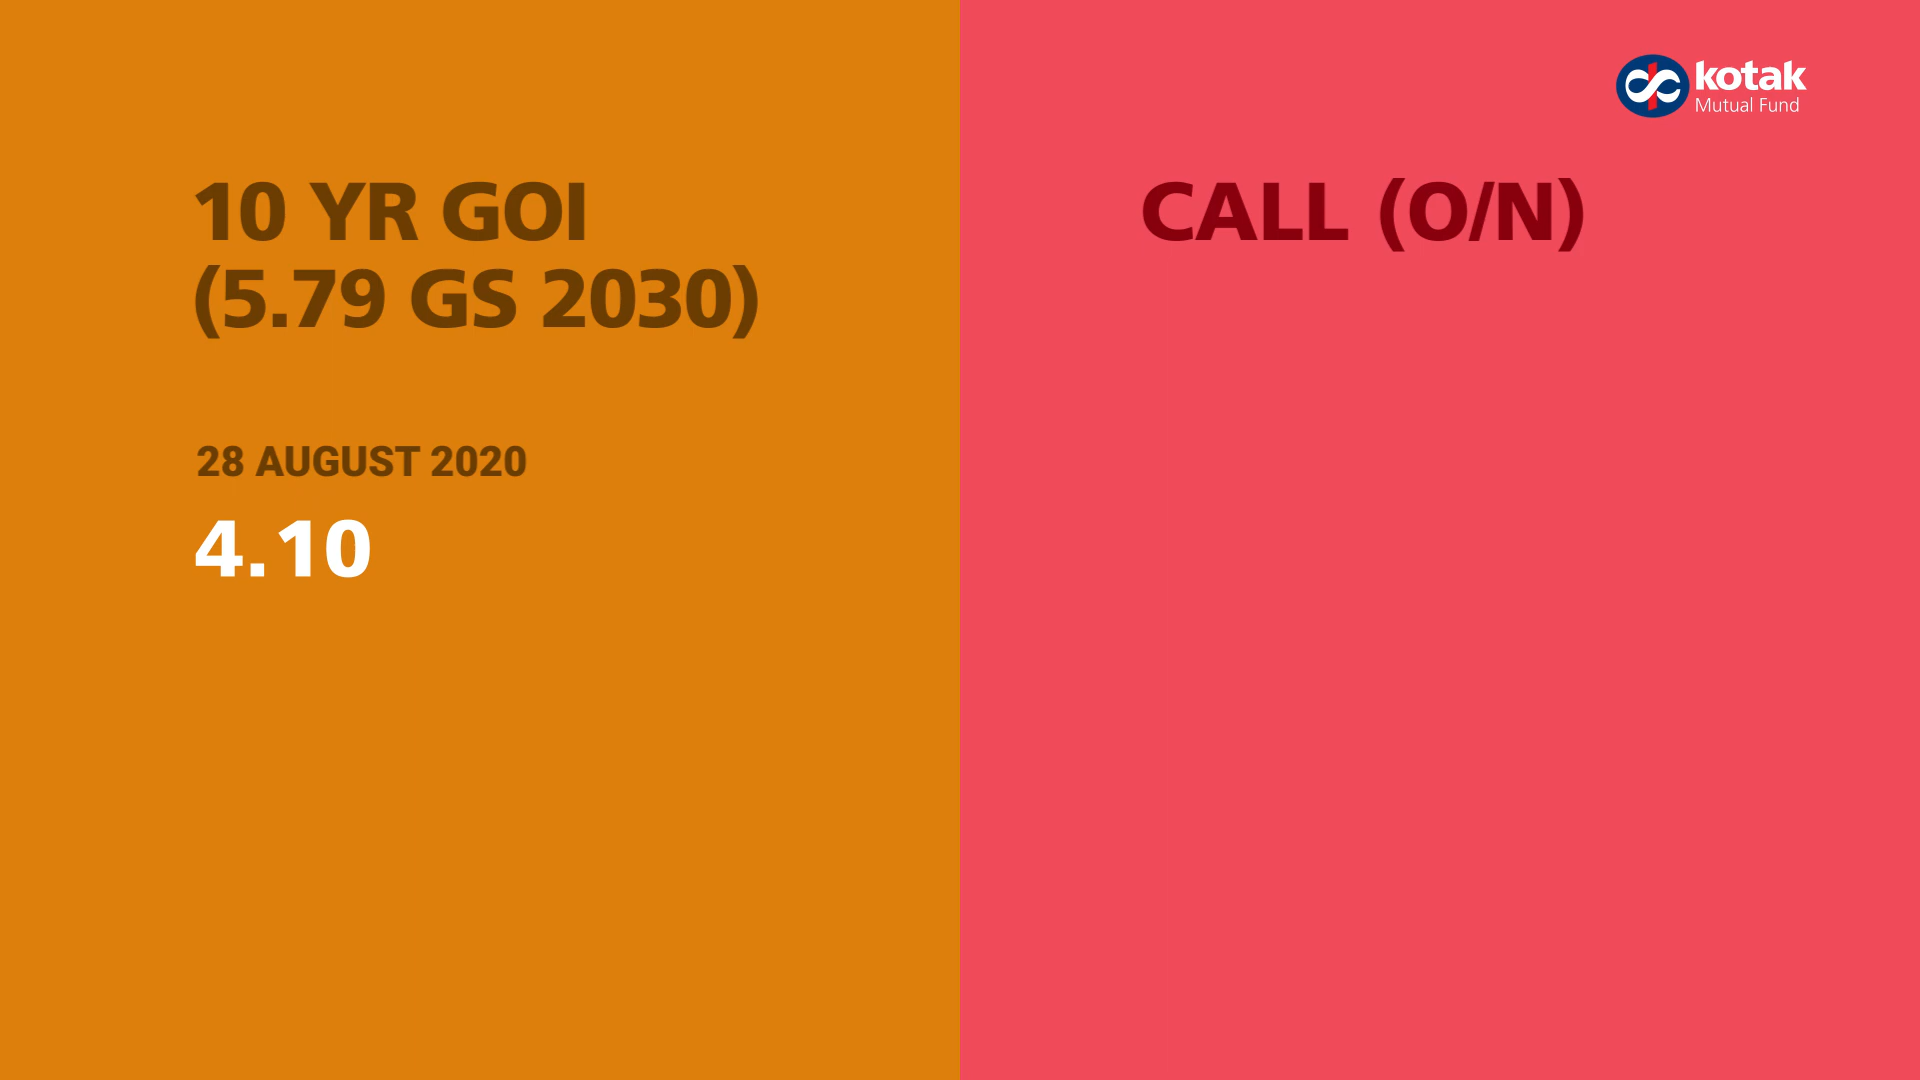 kotak
Mutual Fund
10 YR GOI
(5.79 GS 2030)
28 AUGUST 2020
4.10
CALL (O/N)